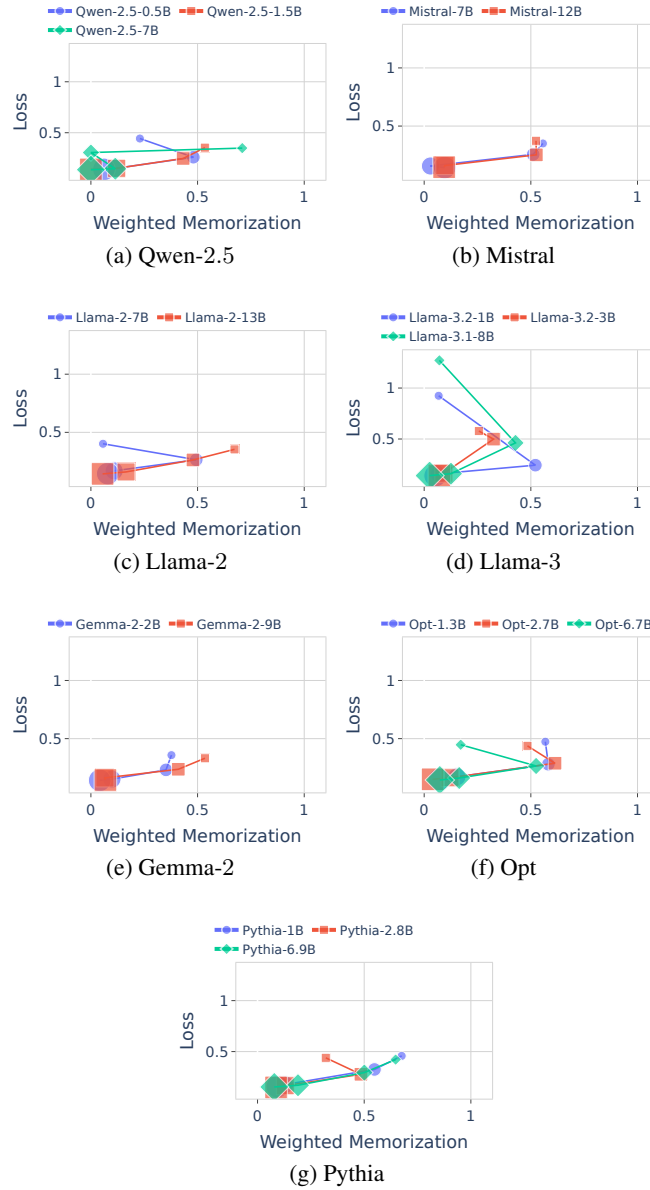 Qwen-2.5-0.5B Qwen-2.5-1.5B
Qwen-2.5-7B
1
0.5
Loss
0 0.5 1
Weighted Memorization
(a) Qwen-2.5
Mistral-7B Mistral-12B
1
0.5
Loss
0 0.5 1
Weighted Memorization
(b) Mistral
Llama-2-7B Llama-2-13B
1
0.5
Loss
0 0.5 1
Weighted Memorization
(c) Llama-2
Llama-3.2-1B Llama-3.2-3B
Llama-3.1-8B
1
0.5
Loss
0 0.5 1
Weighted Memorization
(d) Llama-3
Gemma-2-2B Gemma-2-9B
1
0.5
Loss
0 0.5 1
Weighted Memorization
(e) Gemma-2
Opt-1.3B Opt-2.7B Opt-6.7B
1
0.5
Loss
0 0.5 1
Weighted Memorization
(f) Opt
Pythia-1B Pythia-2.8B
Pythia-6.9B
1
0.5
Loss
0 0.5 1
Weighted Memorization
(g) Pythia